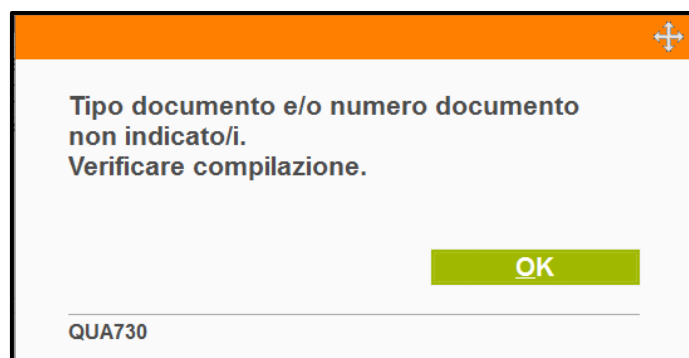 Tipo documento e/o numero documento
non indicato/i.
Verificare compilazione.
OK
QUA730